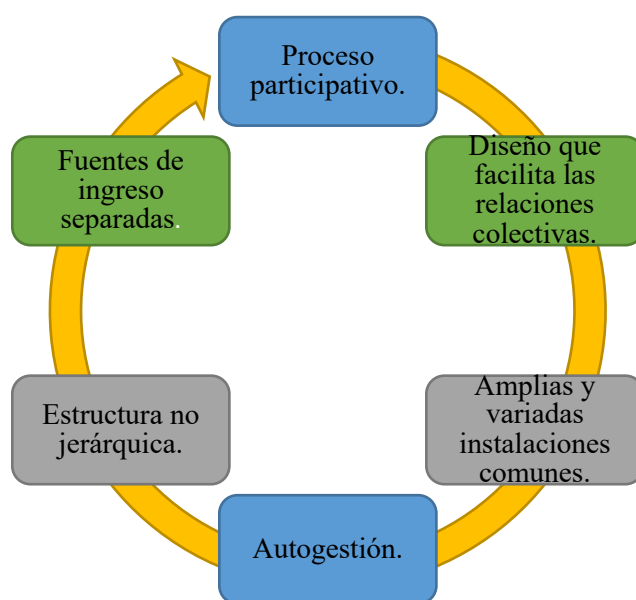 Proceso
participativo.
Diseño que
facilita las
relaciones
colectivas.
Amplias y
variadas
instalaciones
comunes.
Autogestión.
Estructura no
jerárquica.
Fuentes de
ingreso
separadas.